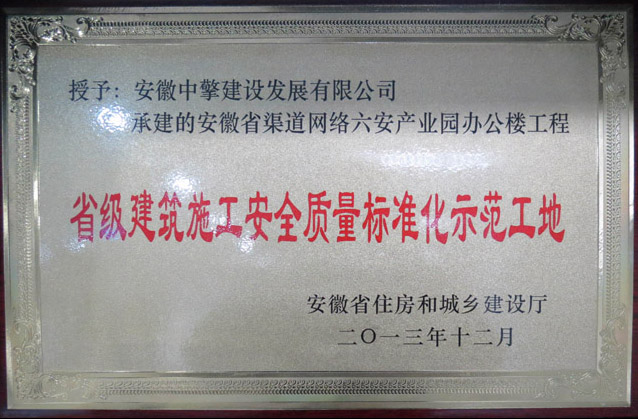 授予：安徽中擎建设发展有限公司
承建的安徽省渠道网络六安产业园办公楼工程
省级建筑施工安全质量标准化示范工地
安徽省住房和城乡建设厅
二〇一三年十二月